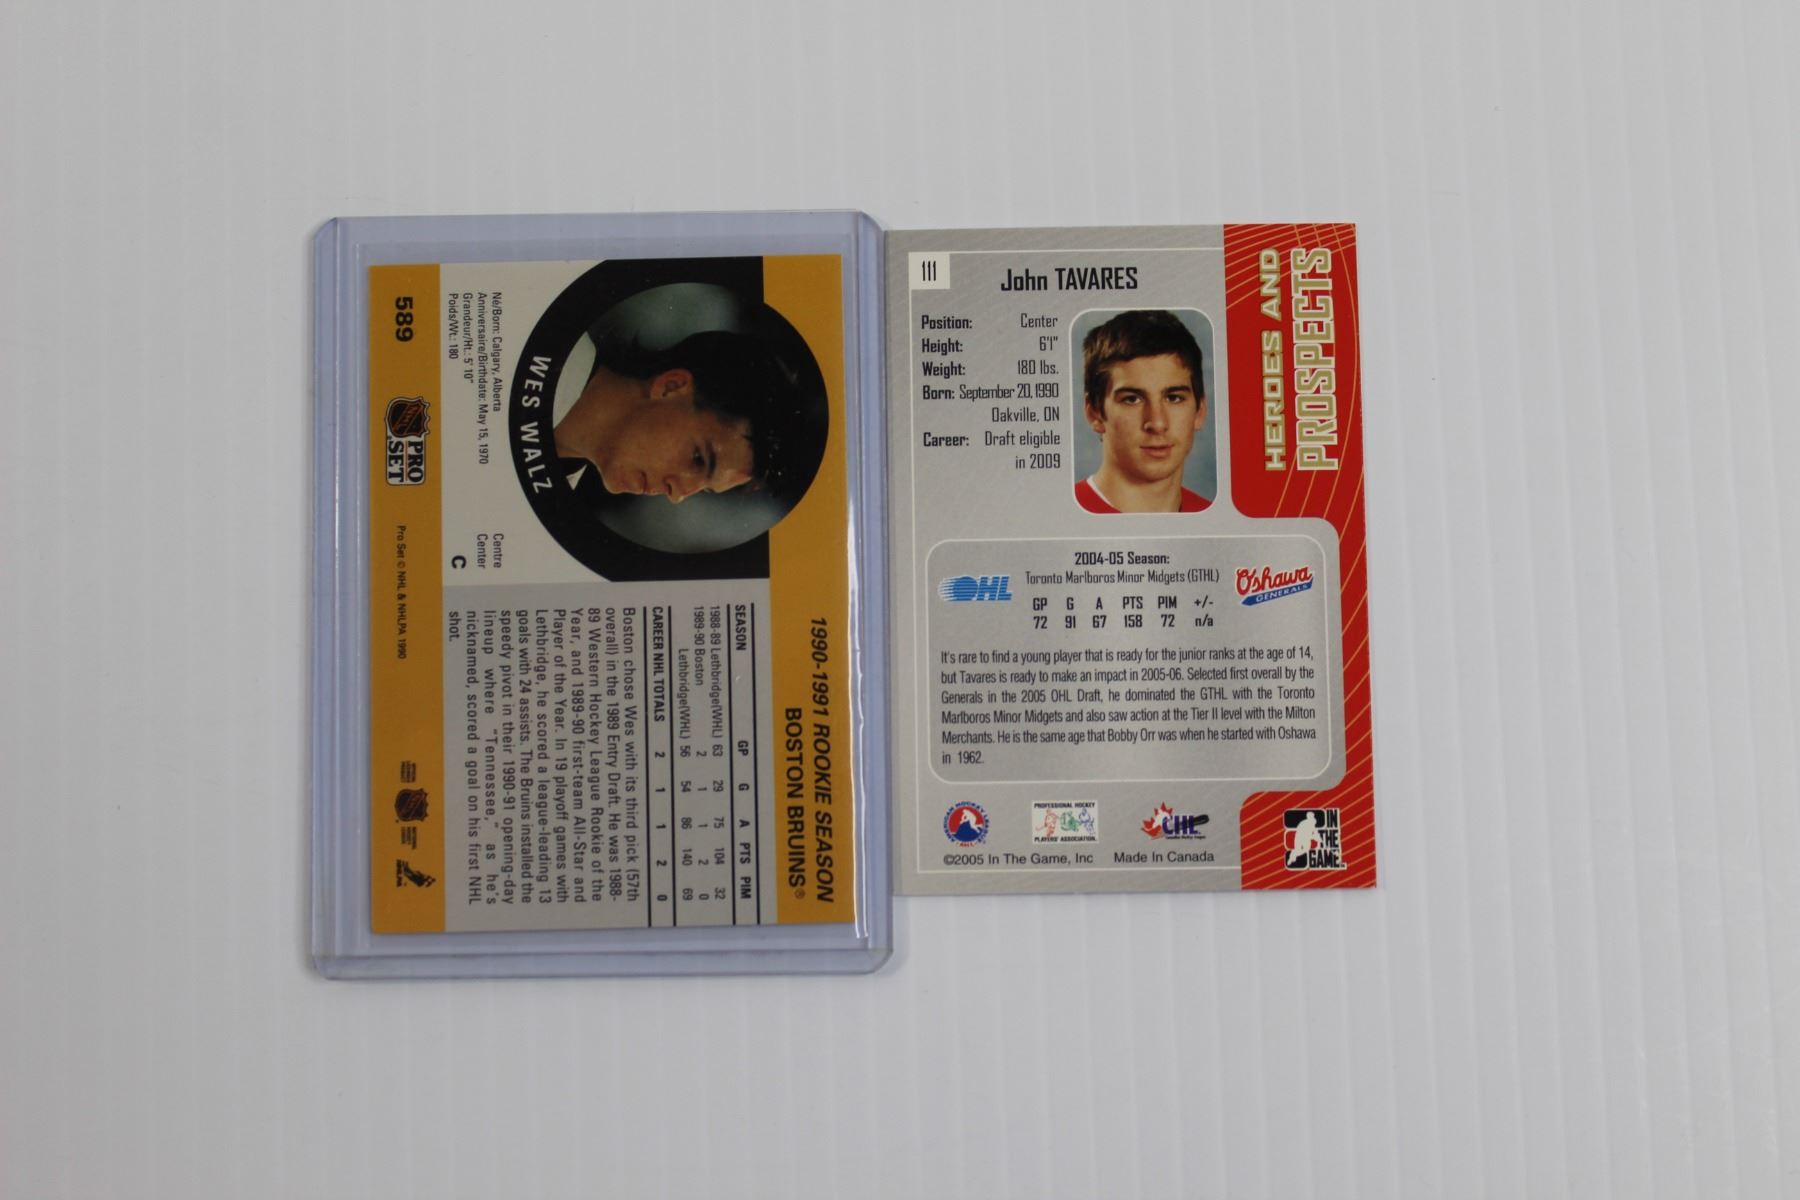 589
WES WALZ
Né/Born: Calgary, Alberta
Anniversaire/Birthdate: May 15, 1970
Grandeur/Ht.: 5' 10"
Poids/Wt.: 180
Centre
Center
C
NHL
PRO
SET
Pro Set © NHL & NHLPA 1990
1990-1991 ROOKIE SEASON
BOSTON BRUINS®
SEASON GP G A PTS PIM
1988-89 Lethbridge(WHL) 63 29 75 104 32
1989-90 Boston 2 1 1 2 0
Lethbridge(WHL) 56 54 86 140 69
CAREER NHL TOTALS 2 1 1 2 0
Boston chose Wes with its third pick (57th
overall) in the 1989 Entry Draft. He was 1988-
89 Western Hockey League Rookie of the
Year, and 1989-90 first-team All-Star and
Player of the Year. In 19 playoff games with
Lethbridge, he scored a league-leading 13
goals with 24 assists. The Bruins installed the
speedy pivot in their 1990-91 opening-day
lineup where "Tennessee," as he's
nicknamed, scored a goal on his first NHL
shot.
111
John TAVARES
Position: Center
Height: 6'1"
Weight: 180 lbs.
Born: September 20, 1990
Oakville, ON
Career: Draft eligible
in 2009
HEROES AND
PROSPECTS
2004-05 Season:
Toronto Marlboros Minor Midgets (GTHL)
OHL
Oshawa
GENERALS
GP G A PTS PIM +/-
72 91 67 158 72 n/a
It's rare to find a young player that is ready for the junior ranks at the age of 14,
but Tavares is ready to make an impact in 2005-06. Selected first overall by the
Generals in the 2005 OHL Draft, he dominated the GTHL with the Toronto
Marlboros Minor Midgets and also saw action at the Tier II level with the Milton
Merchants. He is the same age that Bobby Orr was when he started with Oshawa
in 1962.
PROFESSIONAL HOCKEY
PLAYERS' ASSOCIATION
CHL
IN
THE
GAME
©2005 In The Game, Inc Made In Canada